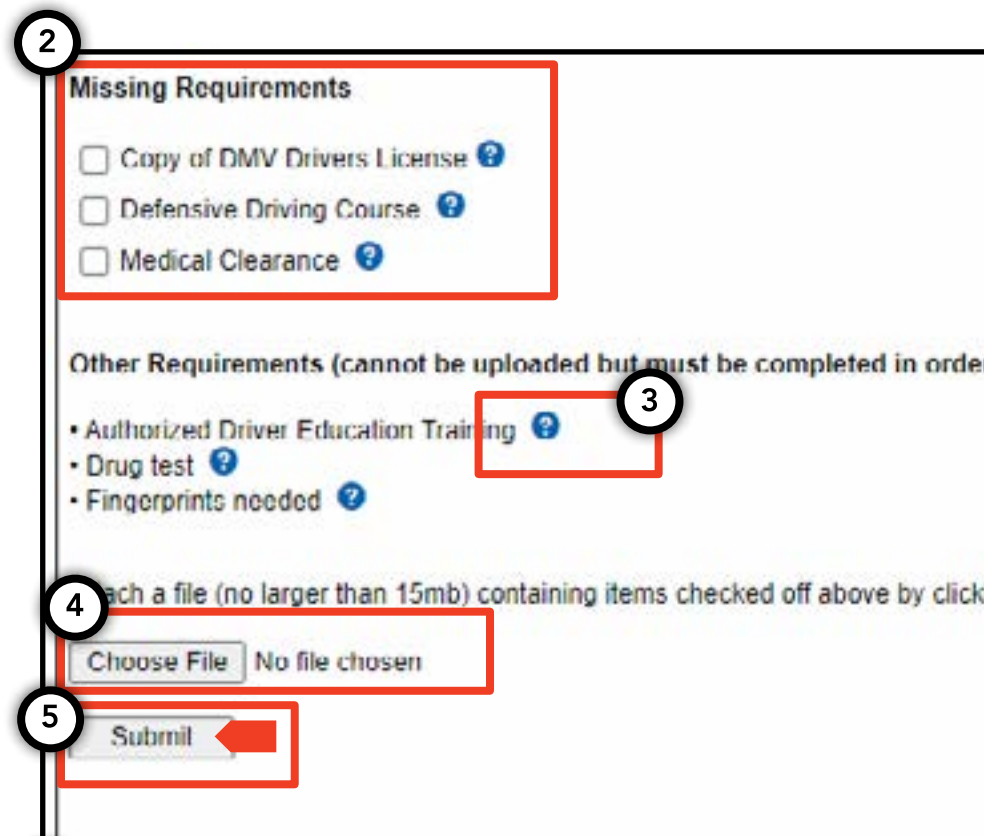 2
Missing Requirements
Copy of DMV Drivers License ?
Defensive Driving Course ?
Medical Clearance ?
Other Requirements (cannot be uploaded but must be completed in order
3
• Authorized Driver Education Training ?
• Drug test ?
• Fingerprints needed ?
4
ach a file (no larger than 15mb) containing items checked off above by click
Choose File No file chosen
5
Submit